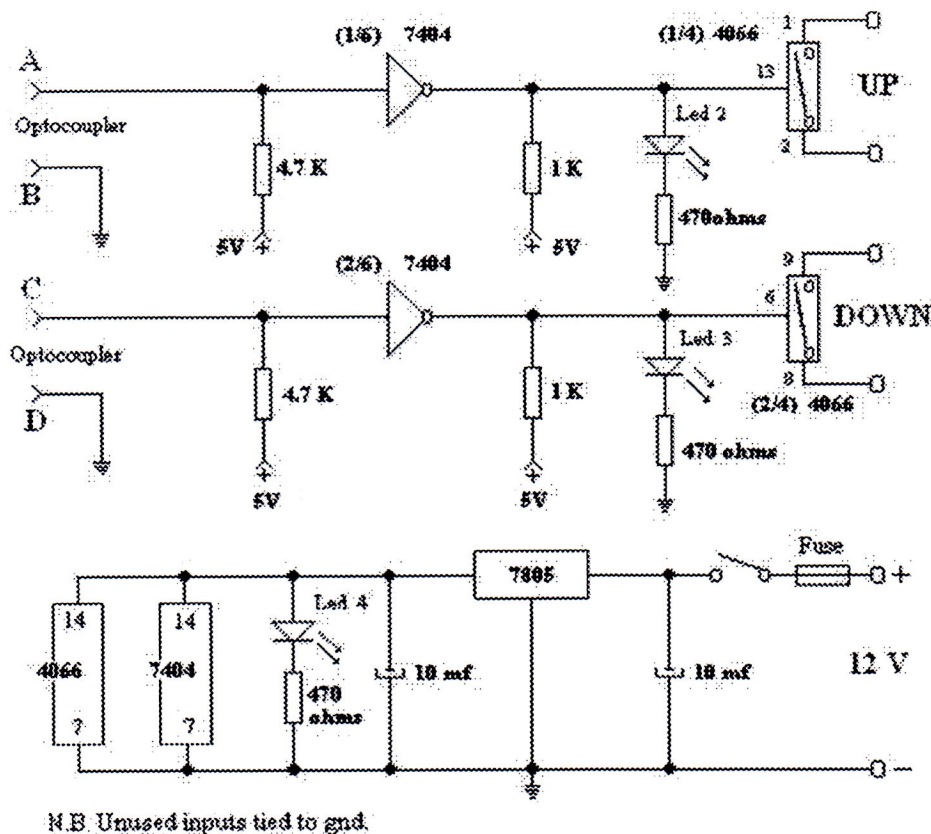 (1/6) 7404
(1/4) 4066
1
A
13
UP
Optocoupler
Led 2
2
B
4.7 K
1 K
470ohms
5V
5V
(2/6) 7404
9
C
6
DOWN
Optocoupler
Led 3
8
D
4.7 K
1 K
(2/4) 4066
470 ohms
5V
5V
Fuse
7805
+
14
14
Led 4
4066
7404
10 mf
10 mf
12 V
470
ohms
7
7
-
N.B. Unused inputs tied to gnd.